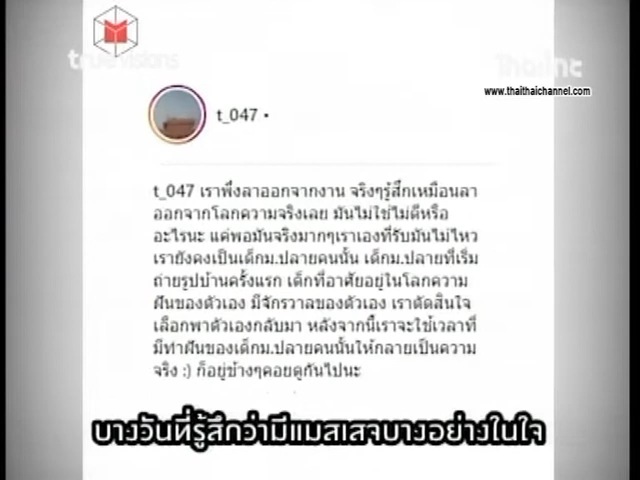 truevisions
ThaiThai
www.thaithaichannel.com
t_047 •
t_047 เราพึ่งลาออกจากงาน จริงๆรู้สึกเหมือนลา
ออกจากโลกความจริงเลย มันไม่ใช่ไม่ดีหรือ
อะไรนะ แค่พอมันจริงมากๆเราเองที่รับมันไม่ไหว
เรายังคงเป็นเด็กม.ปลายคนนั้น เด็กม.ปลายที่เริ่ม
ถ่ายรูปบ้านครั้งแรก เด็กที่อาศัยอยู่ในโลกความ
ฝันของตัวเอง มีจักรวาลของตัวเอง เราตัดสินใจ
เลือกพาตัวเองกลับมา หลังจากนี้เราจะใช้เวลาที่
มีทำฝันของเด็กม.ปลายคนนั้นให้กลายเป็นความ
จริง :) ก็อยู่ข้างๆคอยดูกันไปนะ
บางวันที่รู้สึกว่ามีแมสเสจบางอย่างในใจ